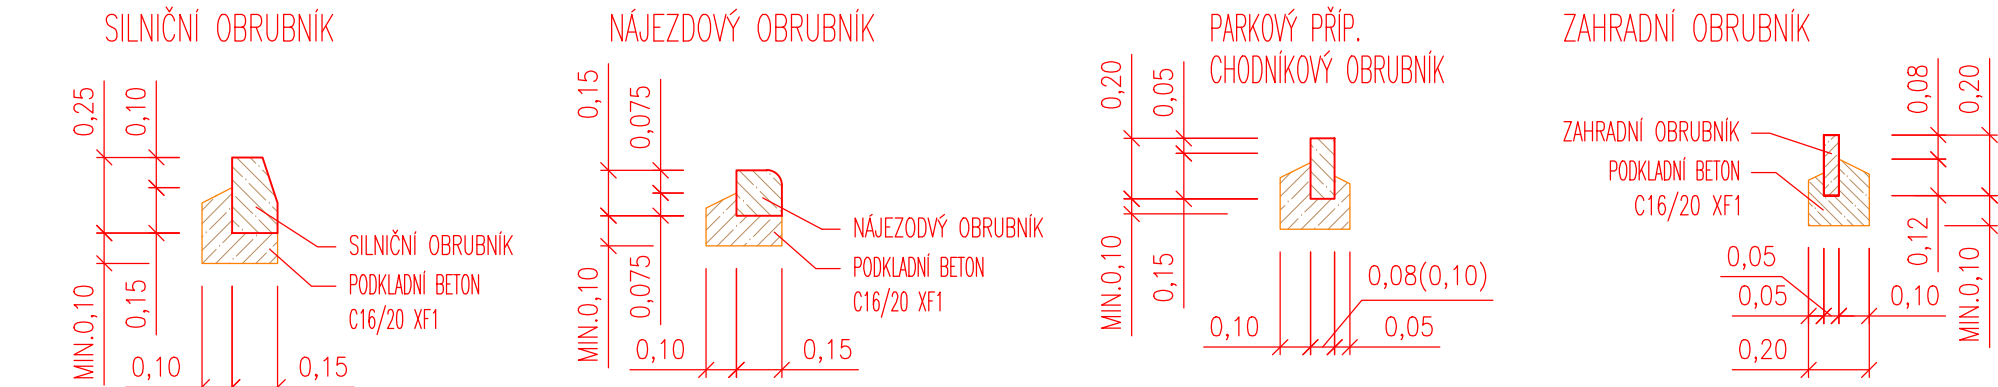 SILNIČNÍ OBRUBNÍK
0,25
0,10
SILNIČNÍ OBRUBNÍK
PODKLADNÍ BETON
C16/20 XF1
MIN.0,10
0,15
0,10
0,15
NÁJEZDOVÝ OBRUBNÍK
0,15
0,075
NÁJEZODVÝ OBRUBNÍK
PODKLADNÍ BETON
C16/20 XF1
MIN.0,10
0,075
0,10
0,15
PARKOVÝ PŘÍP.
CHODNÍKOVÝ OBRUBNÍK
0,20
0,05
MIN.0,10
0,15
0,08(0,10)
0,10
0,05
ZAHRADNÍ OBRUBNÍK
0,08
0,20
ZAHRADNÍ OBRUBNÍK
PODKLADNÍ BETON
C16/20 XF1
0,12
MIN.0,10
0,05
0,05
0,10
0,20